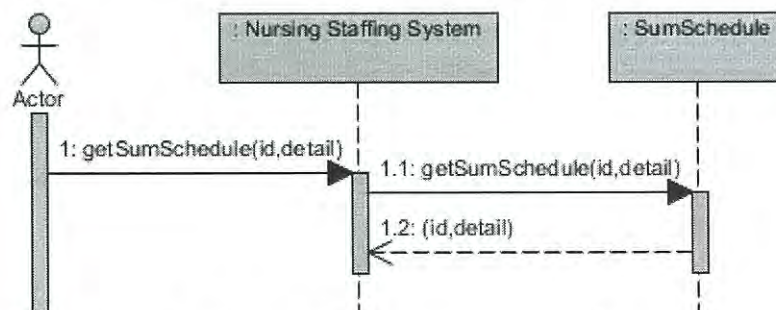 : Nursing Staffing System
: SumSchedule
Actor
1: getSumSchedule(id,detail)
1.1: getSumSchedule(id,detail)
1.2: (id,detail)